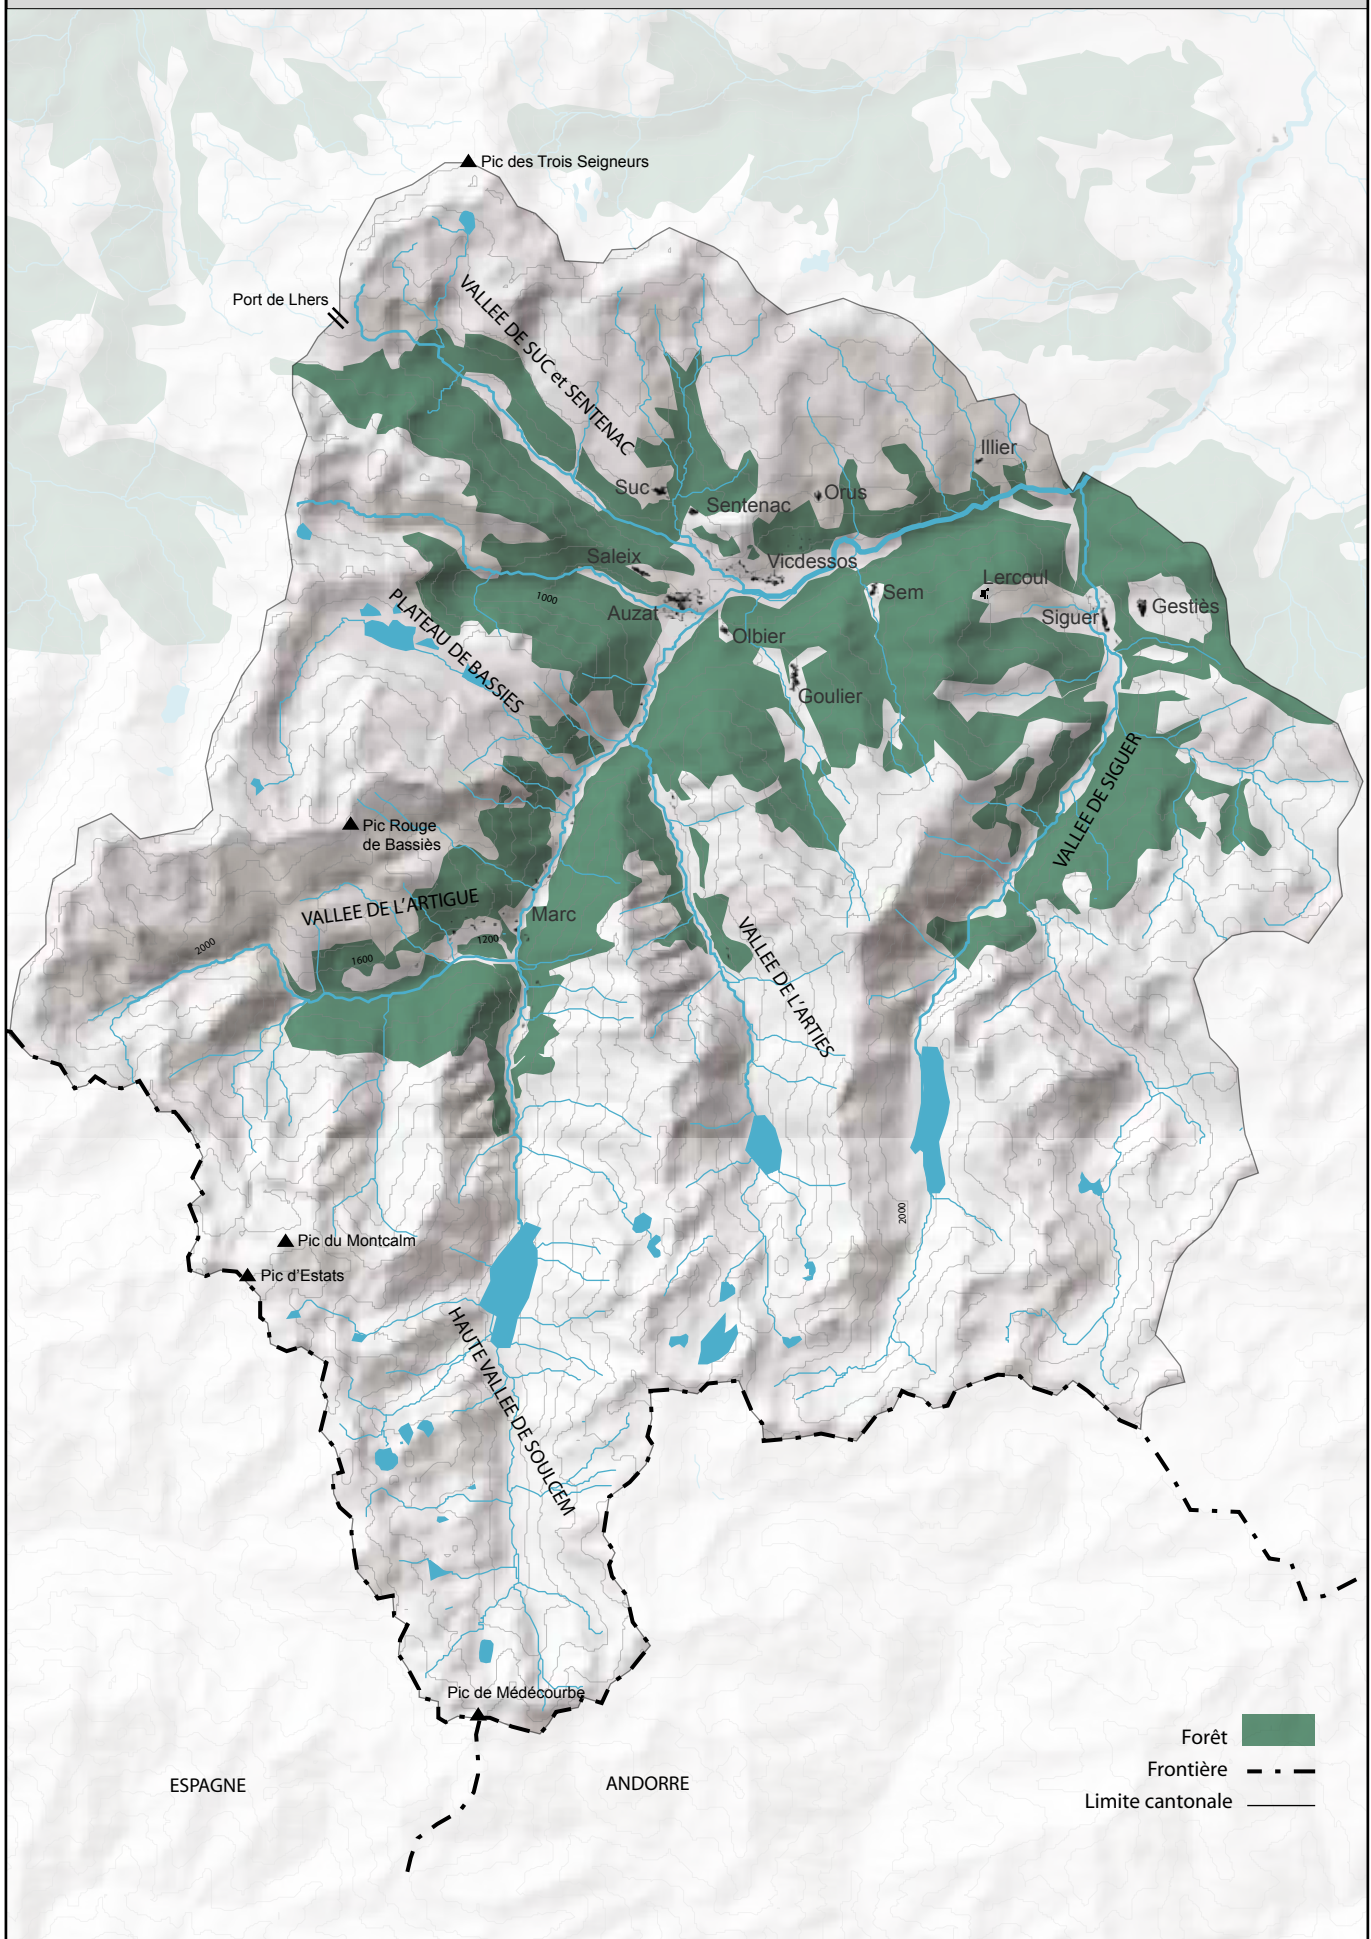 Pic des Trois Seigneurs
Port de Lhers
VALLEE DE SUC et SENTENAC
Illier
Suc
Orus
Sentenac
Saleix
Vicdessos
Lercoul
Sem
1000
Auzat
Gestiès
Siguer
Olbier
PLATEAU DE BASSIES
Goulier
VALLEE DE SIGUER
Pic Rouge
de Bassiès
VALLEE DE L'ARTIGUE
Marc
1200
2000
1600
VALLEE DE L'ARTIES
2000
Pic du Montcalm
Pic d'Estats
HAUTE VALLEE DE SOULCEM
Pic de Médécourbe
Forêt
Frontière
Limite cantonale
ESPAGNE
ANDORRE